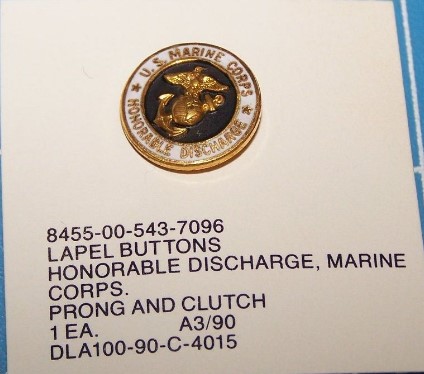 U.S. MARINE CORPS
HONORABLE DISCHARGE
8455-00-543-7096
LAPEL BUTTONS
HONORABLE DISCHARGE, MARINE
CORPS.
PRONG AND CLUTCH
1 EA. A3/90
DLA100-90-C-4015